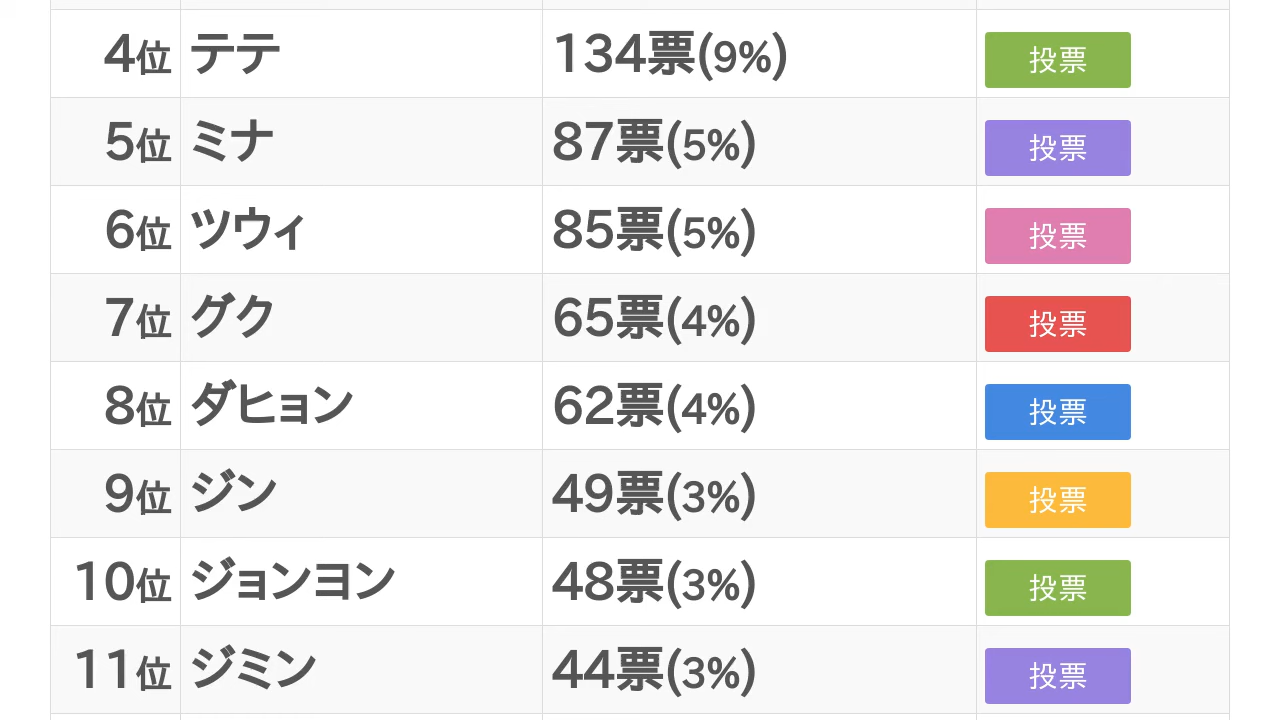 4位 テテ 134票(9%) 投票
5位 ミナ 87票(5%) 投票
6位 ツウィ 85票(5%) 投票
7位 グク 65票(4%) 投票
8位 ダヒョン 62票(4%) 投票
9位 ジン 49票(3%) 投票
10位 ジョンヨン 48票(3%) 投票
11位 ジミン 44票(3%) 投票